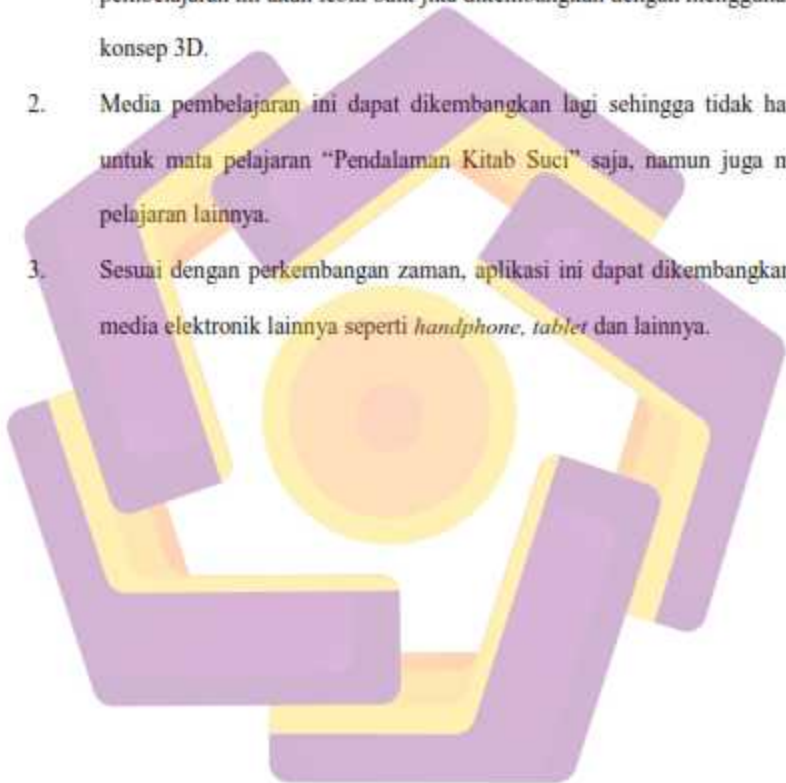 konsep 3D.
2. Media pembelajaran ini dapat dikembangkan lagi sehingga tidak ha
untuk mata pelajaran “Pendalaman Kitab Suci” saja, namun juga m
pelajaran lainnya.
3. Sesuai dengan perkembangan zaman, aplikasi ini dapat dikembangkan
media elektronik lainnya seperti handphone, tablet dan lainnya.